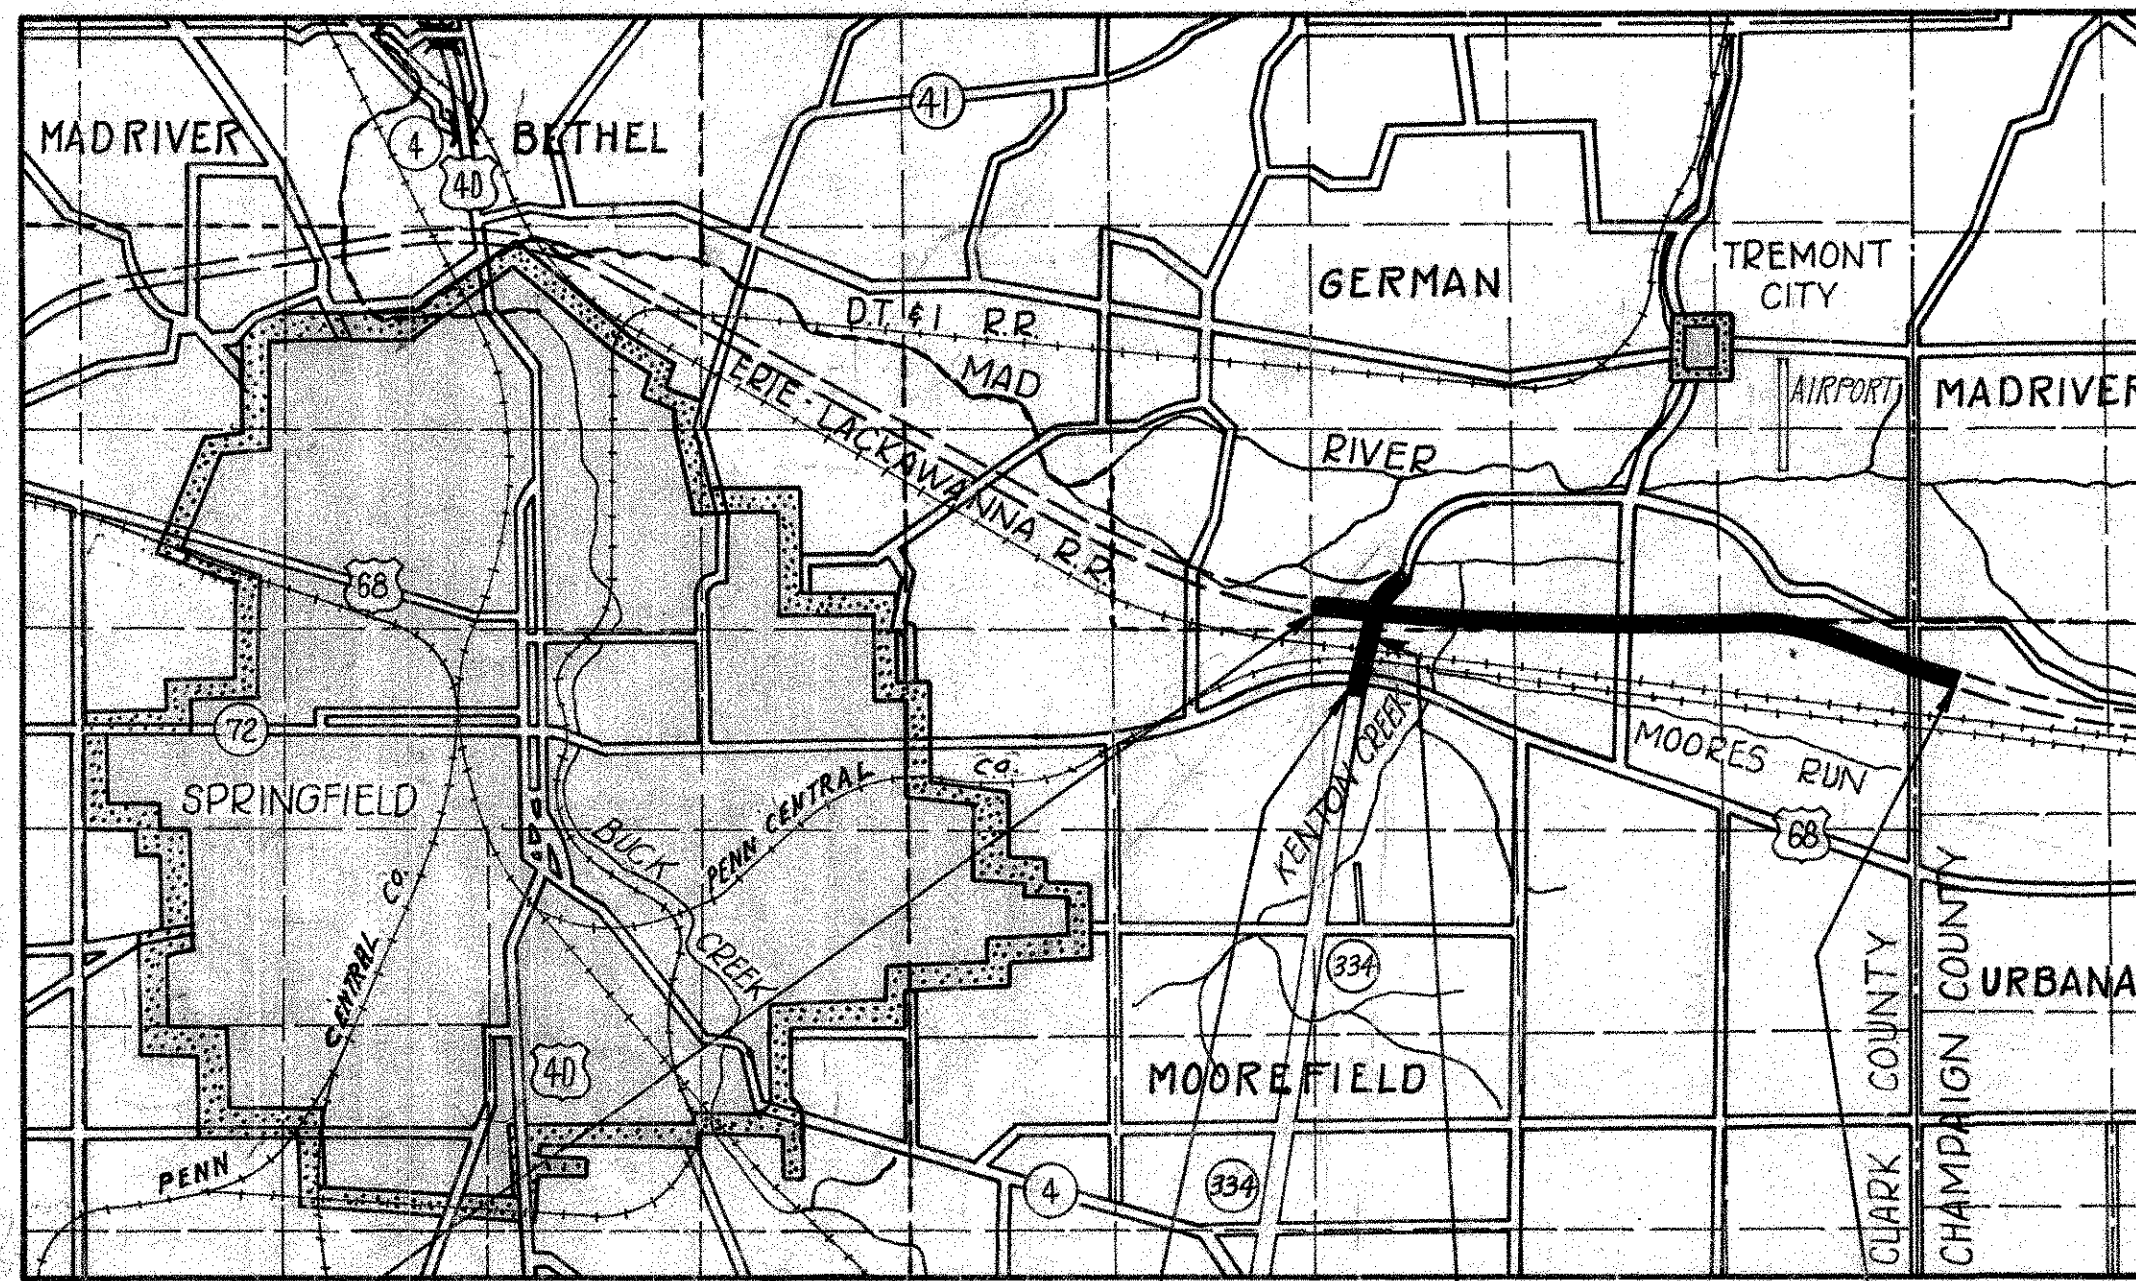 MADRIVER
4
40
BETHEL
41
GERMAN
TREMONT
CITY
D.T. & I R.R.
MAD
RIVER
AIRPORT
MADRIVER
ERIE - LACKAWANNA R.R.
68
72
SPRINGFIELD
BUCK
CREEK
PENN CENTRAL CO.
KENTON CREEK
MOORES RUN
68
334
URBANA
PENN CENTRAL CO.
40
MOOREFIELD
4
334
CLARK COUNTY
CHAMPAIGN COUNTY